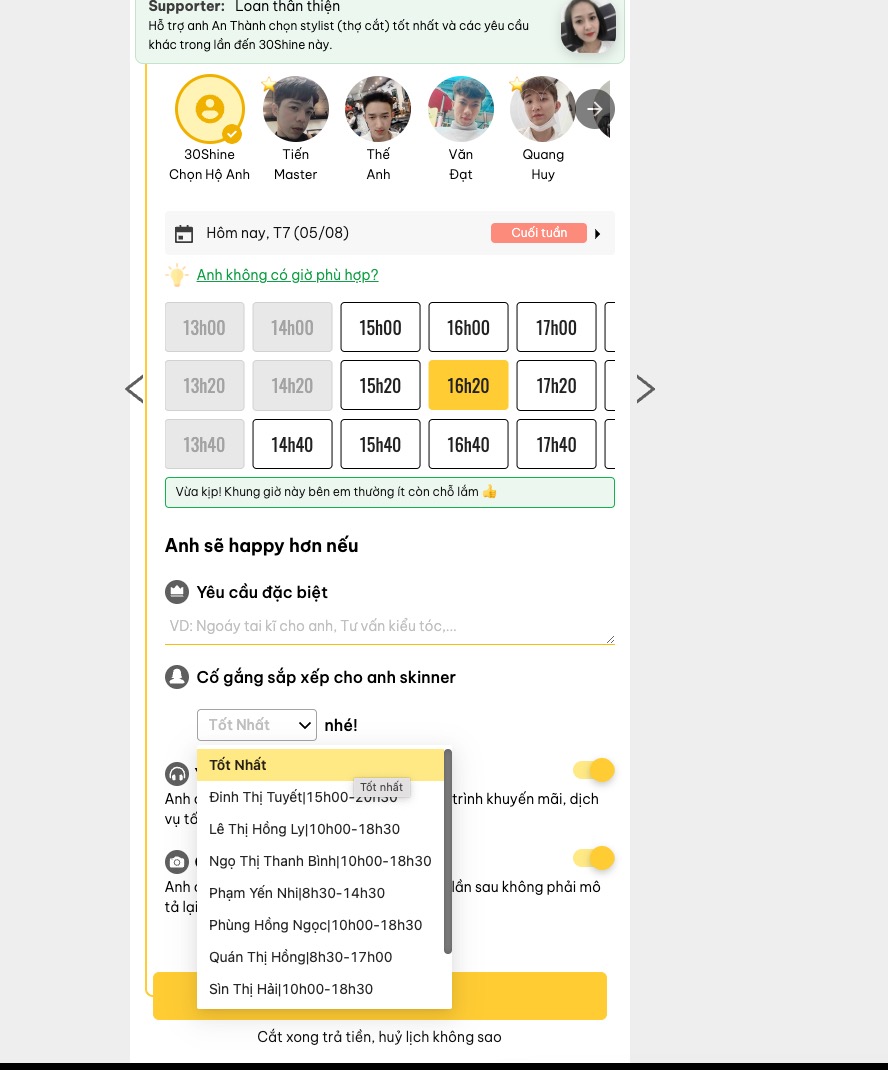 Supporter: Loan thân thiện
Hỗ trợ anh An Thành chọn stylist (thợ cắt) tốt nhất và các yêu cầu
khác trong lần đến 30Shine này.
30Shine
Chọn Hộ Anh
Tiến
Master
Thế
Anh
Văn
Đạt
Quang
Huy
Hôm nay, T7 (05/08)
Cuối tuần
Anh không có giờ phù hợp?
13h00 14h00 15h00 16h00 17h00
13h20 14h20 15h20 16h20 17h20
13h40 14h40 15h40 16h40 17h40
Vừa kịp! Khung giờ này bên em thường ít còn chỗ lắm 👍
Anh sẽ happy hơn nếu
Yêu cầu đặc biệt
VD: Ngoáy tai kĩ cho anh, Tư vấn kiểu tóc,...
Cố gắng sắp xếp cho anh skinner
Tốt Nhất nhé!
Tốt Nhất
Tốt nhất
Đinh Thị Tuyết|15h00-20h30
Anh trình khuyến mãi, dịch
vụ
Lê Thị Hồng Ly|10h00-18h30
Ngọ Thị Thanh Bình|10h00-18h30
Phạm Yến Nhi|8h30-14h30
Anh lần sau không phải mô
tả lại
Phùng Hồng Ngọc|10h00-18h30
Quán Thị Hồng|8h30-17h00
Sìn Thị Hải|10h00-18h30
Cắt xong trả tiền, huỷ lịch không sao